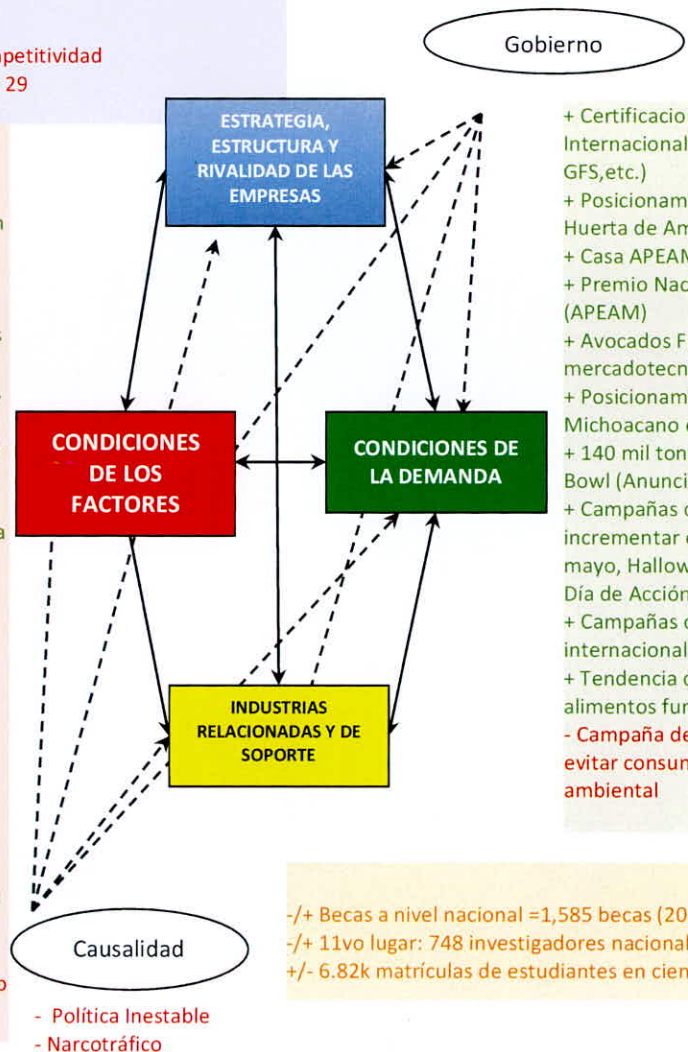 Gobierno
29
ESTRATEGIA,
ESTRUCTURA Y
RIVALIDAD DE LAS
EMPRESAS
CONDICIONES
DE LOS
FACTORES
CONDICIONES DE
LA DEMANDA
INDUSTRIAS
RELACIONADAS Y DE
SOPORTE
+ Certificacio
Internacional
GFS,etc.)
+ Posicionam
Huerta de Am
+ Casa APEAM
+ Premio Nac
(APEAM)
+ Avocados F
mercadotecn
+ Posicionam
Michoacano
+ 140 mil ton
Bowl (Anunci
+ Campañas
incrementar
mayo, Hallow
Día de Acción
+ Campañas
internacional
+ Tendencia
alimentos fun
- Campaña de
evitar consun
ambiental
Causalidad
- Política Inestable
- Narcotráfico
-/+ Becas a nivel nacional =1,585 becas (20
-/+ 11vo lugar: 748 investigadores nacional
+/- 6.82k matrículas de estudiantes en cien